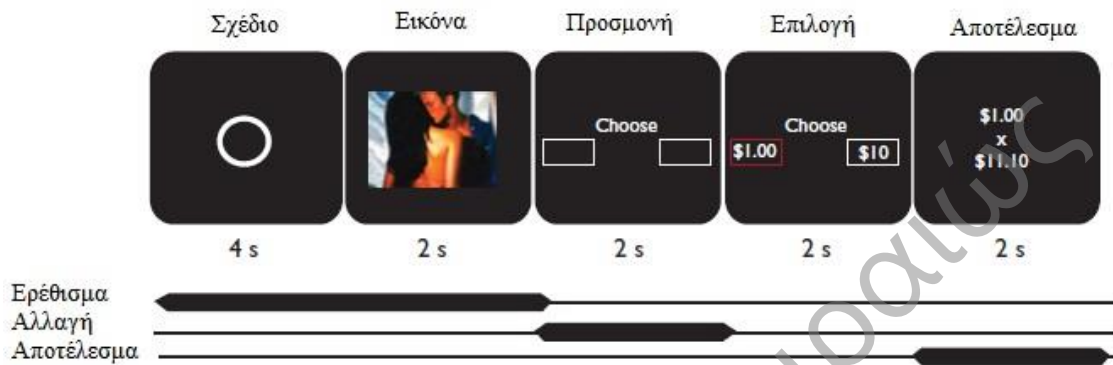 Σχέδιο Εικόνα Προσμονή Επιλογή Αποτέλεσμα
Choose
$1.00 $10
Choose
$1.00
x
$11.10
4 s 2 s 2 s 2 s 2 s
Ερέθισμα
Αλλαγή
Αποτέλεσμα